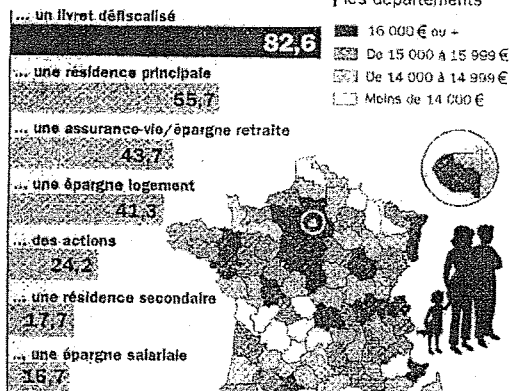 ... un livret défiscalisé
82,6
... une résidence principale
55,7
... une assurance-vie/épargne retraite
43,7
... une épargne logement
41,3
... des actions
24,2
... une résidence secondaire
17,7
... une épargne salariale
16,7
les départements
16 000 € ou +
De 15 000 à 15 999 €
De 14 000 à 14 999 €
Moins de 14 000 €